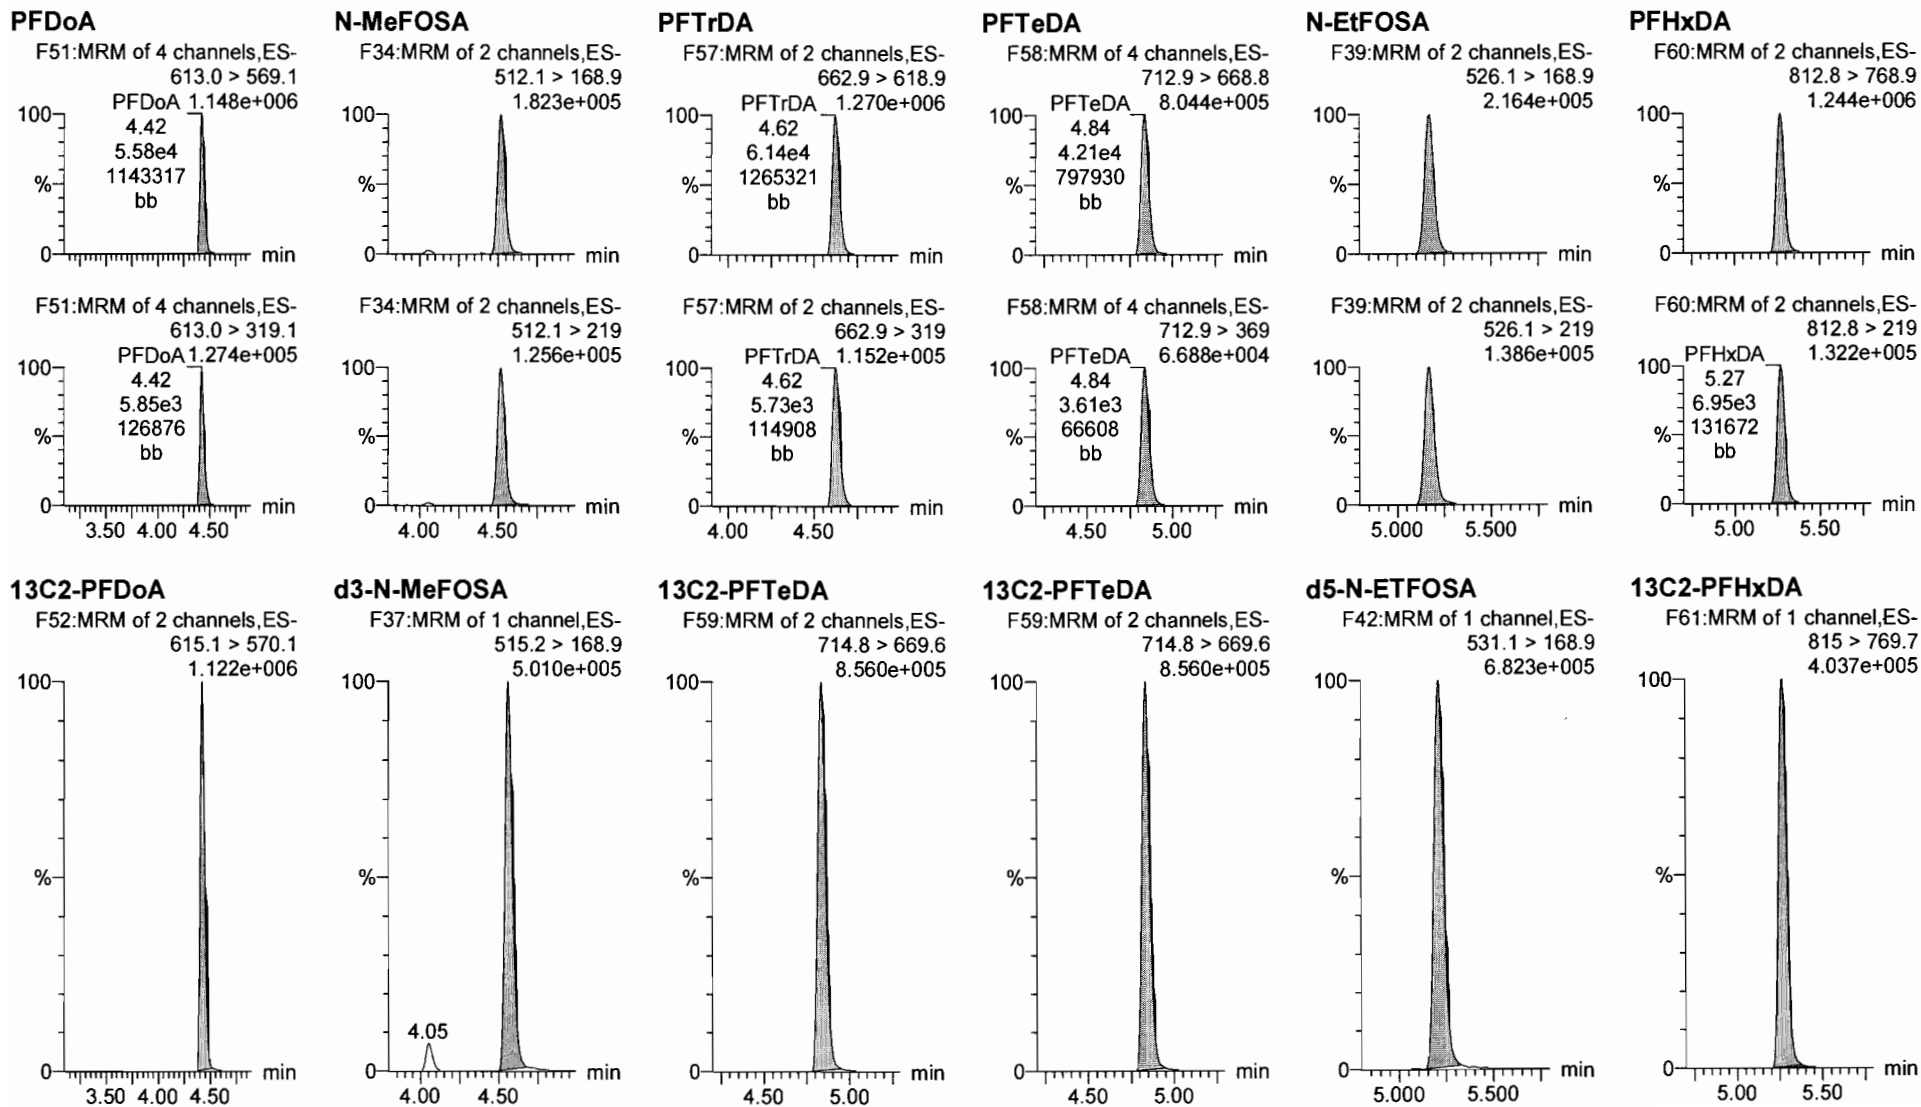 PFDoA
F51:MRM of 4 channels,ES-
613.0 > 569.1
PFDoA 1.148e+006
100
4.42
5.58e4
1143317
bb
%
0
min
N-MeFOSA
F34:MRM of 2 channels,ES-
512.1 > 168.9
1.823e+005
100
%
0
min
PFTrDA
F57:MRM of 2 channels,ES-
662.9 > 618.9
PFTrDA 1.270e+006
100
4.62
6.14e4
1265321
bb
%
0
min
PFTeDA
F58:MRM of 4 channels,ES-
712.9 > 668.8
PFTeDA 8.044e+005
100
4.84
4.21e4
797930
bb
%
0
min
N-EtFOSA
F39:MRM of 2 channels,ES-
526.1 > 168.9
2.164e+005
100
%
0
min
PFHxDA
F60:MRM of 2 channels,ES-
812.8 > 768.9
1.244e+006
100
%
0
min
F51:MRM of 4 channels,ES-
613.0 > 319.1
PFDoA 1.274e+005
100
4.42
5.85e3
126876
bb
%
0
min
3.50 4.00 4.50
F34:MRM of 2 channels,ES-
512.1 > 219
1.256e+005
100
%
0
min
4.00 4.50
F57:MRM of 2 channels,ES-
662.9 > 319
PFTrDA 1.152e+005
100
4.62
5.73e3
114908
bb
%
0
min
4.00 4.50
F58:MRM of 4 channels,ES-
712.9 > 369
PFTeDA 6.688e+004
100
4.84
3.61e3
66608
bb
%
0
min
4.50 5.00
F39:MRM of 2 channels,ES-
526.1 > 219
1.386e+005
100
%
0
min
5.000 5.500
F60:MRM of 2 channels,ES-
812.8 > 219
1.322e+005
PFHxDA
100
5.27
6.95e3
131672
bb
%
0
min
5.00 5.50
13C2-PFDoA
F52:MRM of 2 channels,ES-
615.1 > 570.1
1.122e+006
100
%
0
min
3.50 4.00 4.50
d3-N-MeFOSA
F37:MRM of 1 channel,ES-
515.2 > 168.9
5.010e+005
100
%
4.05
0
min
4.00 4.50
13C2-PFTeDA
F59:MRM of 2 channels,ES-
714.8 > 669.6
8.560e+005
100
%
0
min
4.50 5.00
13C2-PFTeDA
F59:MRM of 2 channels,ES-
714.8 > 669.6
8.560e+005
100
%
0
min
4.50 5.00
d5-N-ETFOSA
F42:MRM of 1 channel,ES-
531.1 > 168.9
6.823e+005
100
%
0
min
5.000 5.500
13C2-PFHxDA
F61:MRM of 1 channel,ES-
815 > 769.7
4.037e+005
100
%
0
min
5.00 5.50